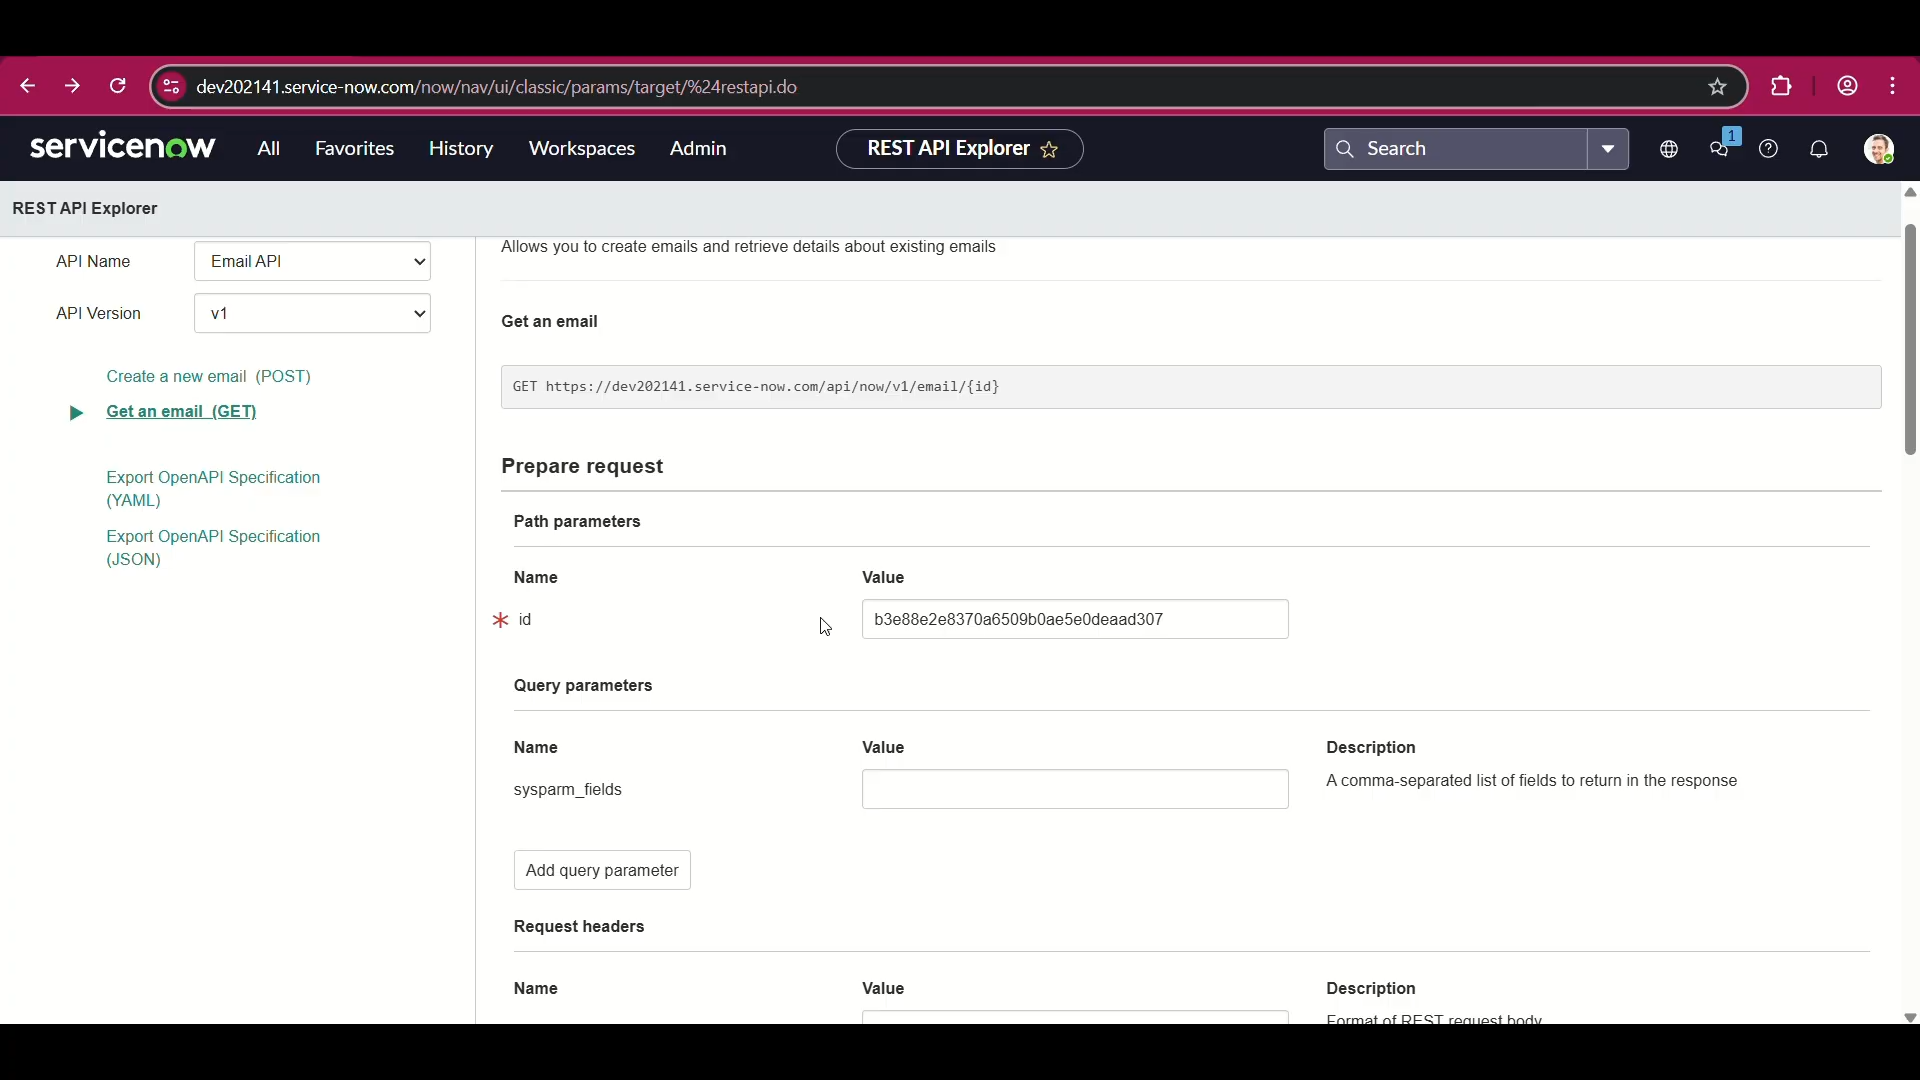 dev202141.service-now.com/now/nav/ui/classic/params/target/%24restapi.do
servicenow All Favorites History Workspaces Admin REST API Explorer Search 1
REST API Explorer
API Name Email API
API Version v1
Create a new email (POST)
Get an email (GET)
Export OpenAPI Specification
(YAML)
Export OpenAPI Specification
(JSON)
Allows you to create emails and retrieve details about existing emails
Get an email
GET https://dev202141.service-now.com/api/now/v1/email/{id}
Prepare request
Path parameters
Name Value
* id b3e88e2e8370a6509b0ae5e0deaad307
Query parameters
Name Value Description
sysparm_fields A comma-separated list of fields to return in the response
Add query parameter
Request headers
Name Value Description
Format of REST request body